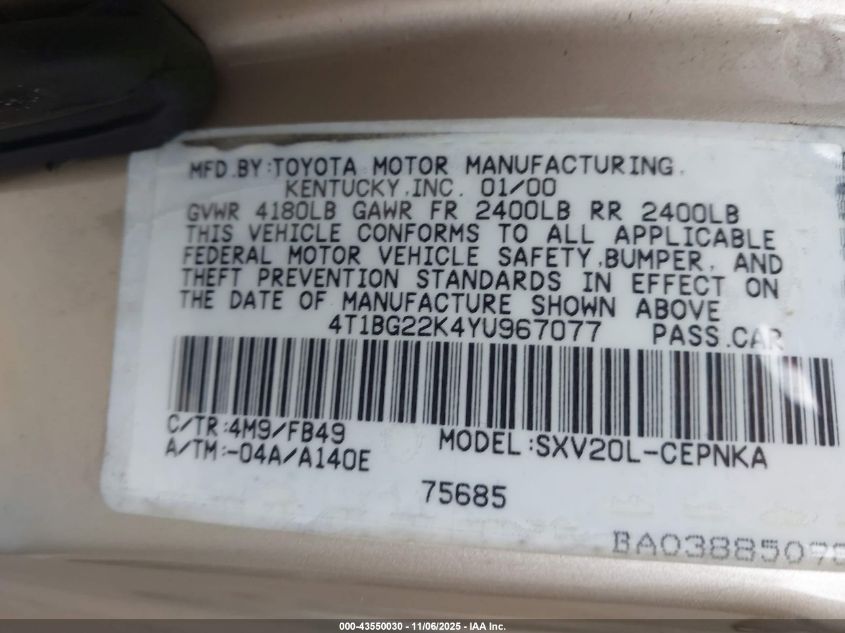 MFD.BY:TOYOTA MOTOR MANUFACTURING,
KENTUCKY,INC. 01/00
GVWR 4180LB GAWR FR 2400LB RR 2400LB
THIS VEHICLE CONFORMS TO ALL APPLICABLE
FEDERAL MOTOR VEHICLE SAFETY,BUMPER, AND
THEFT PREVENTION STANDARDS IN EFFECT ON
THE DATE OF MANUFACTURE SHOWN ABOVE
4T1BG22K4YU967077 PASS.CAR
C/TR:4M9/FB49
A/TM:-04A/A140E
MODEL:SXV20L-CEPNKA
75685
000-43550030 - 11/06/2025 - IAA Inc.